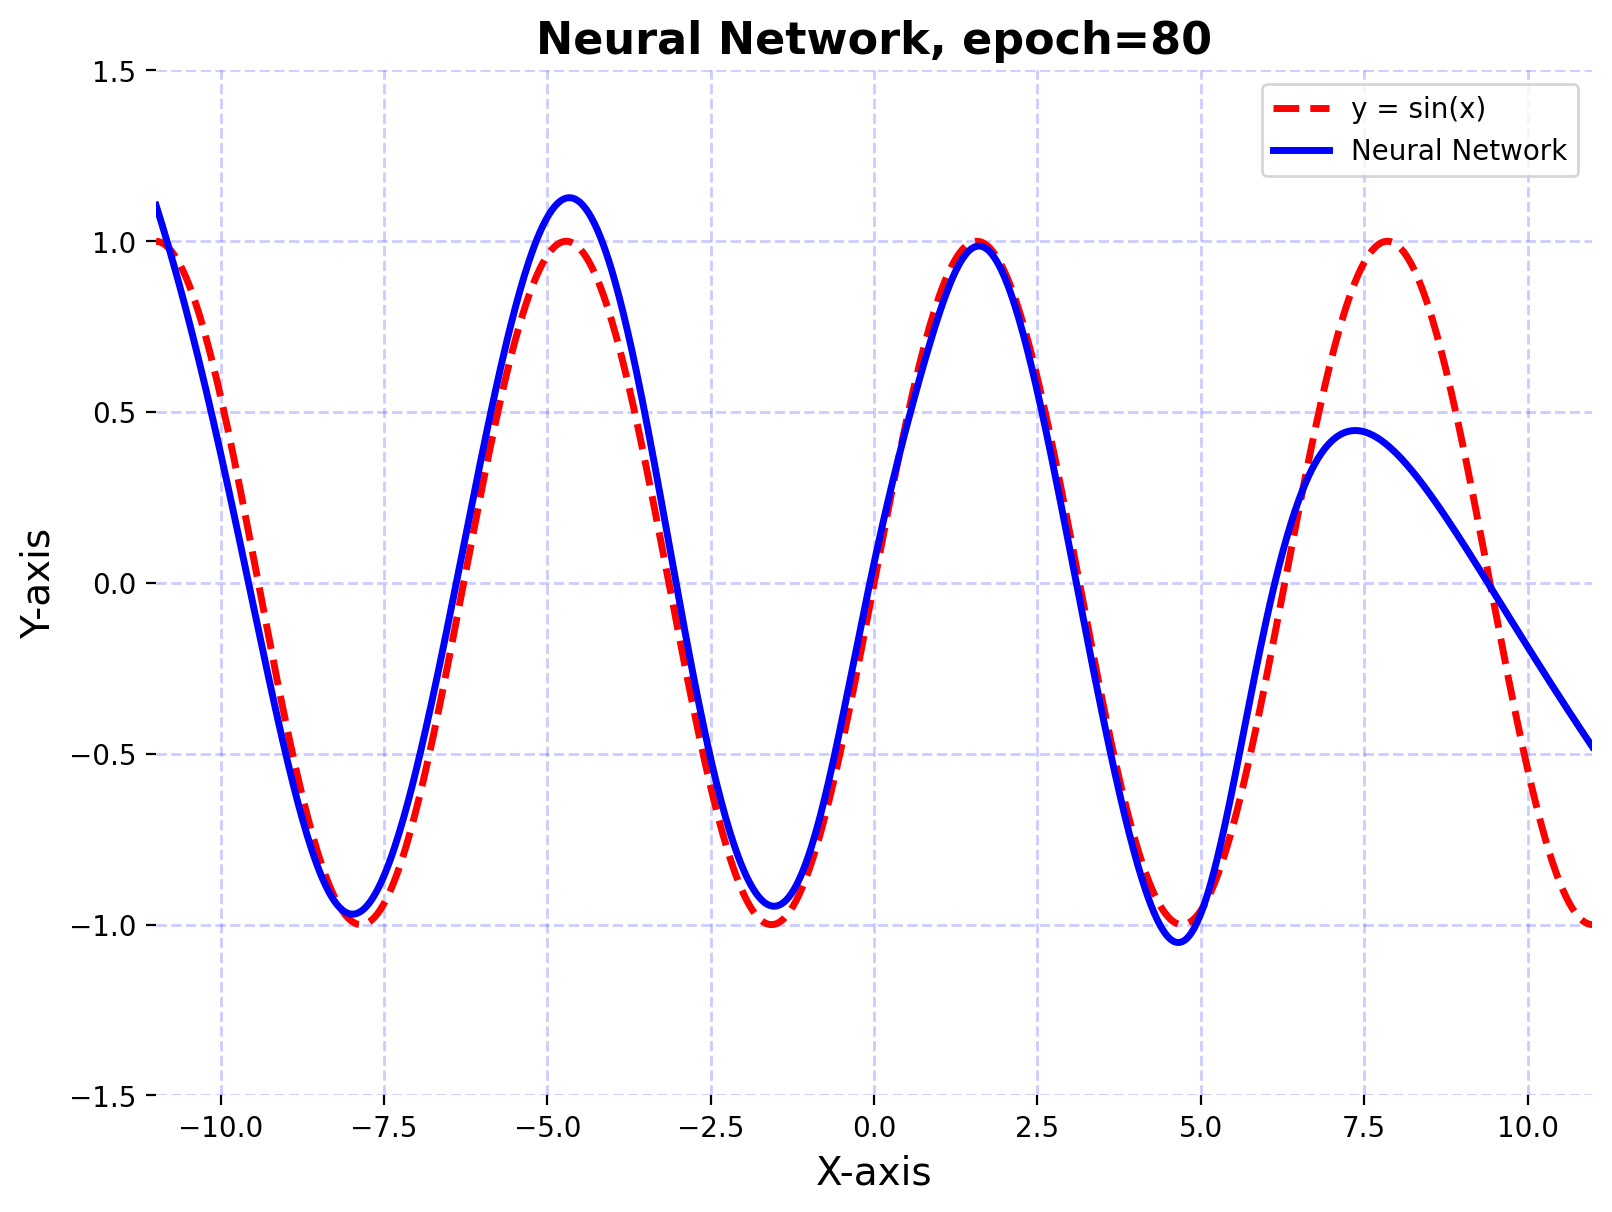 Neural Network, epoch=80
1.5
1.0
0.5
0.0
−0.5
−1.0
−1.5
Y-axis
y = sin(x)
Neural Network
−10.0 −7.5 −5.0 −2.5 0.0 2.5 5.0 7.5 10.0
X-axis